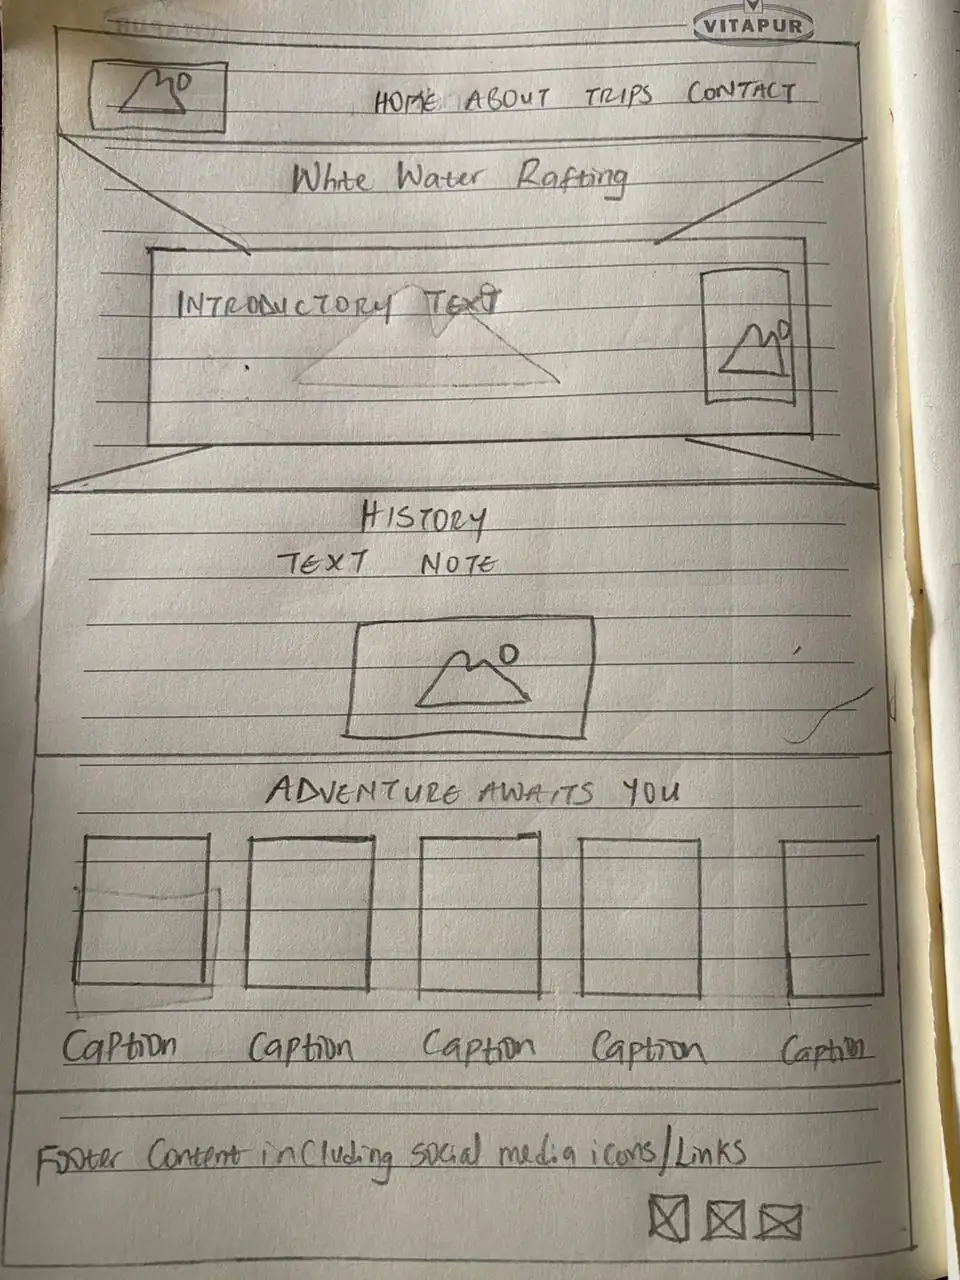 VITAPUR
HOME ABOUT TRIPS CONTACT
White Water Rafting
INTRODUCTORY TEXT
HISTORY
TEXT NOTE
ADVENTURE AWAITS YOU
Caption Caption Caption Caption Caption
Footer Content including social media icons/Links